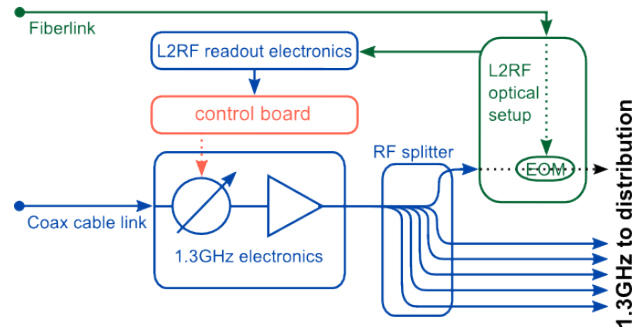 Fiberlink
L2RF readout electronics
L2RF
optical
setup
control board
RF splitter
EOM
Coax cable link
1.3GHz electronics
1.3GHz to distribution